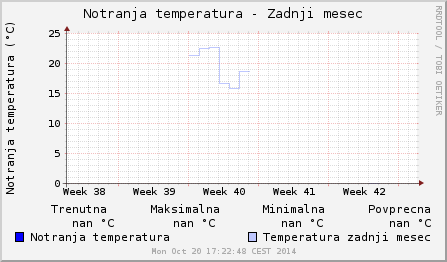 Notranja temperatura - Zadnji mesec
RRDTOOL / TOBI OETIKER
Notranja temperatura (°C)
25
20
15
10
5
0
Week 38 Week 39 Week 40 Week 41 Week 42
Trenutna Maksimalna Minimalna Povprecna
nan °C nan °C nan °C nan °C
Notranja temperatura Temperatura zadnji mesec
Mon Oct 20 17:22:48 CEST 2014